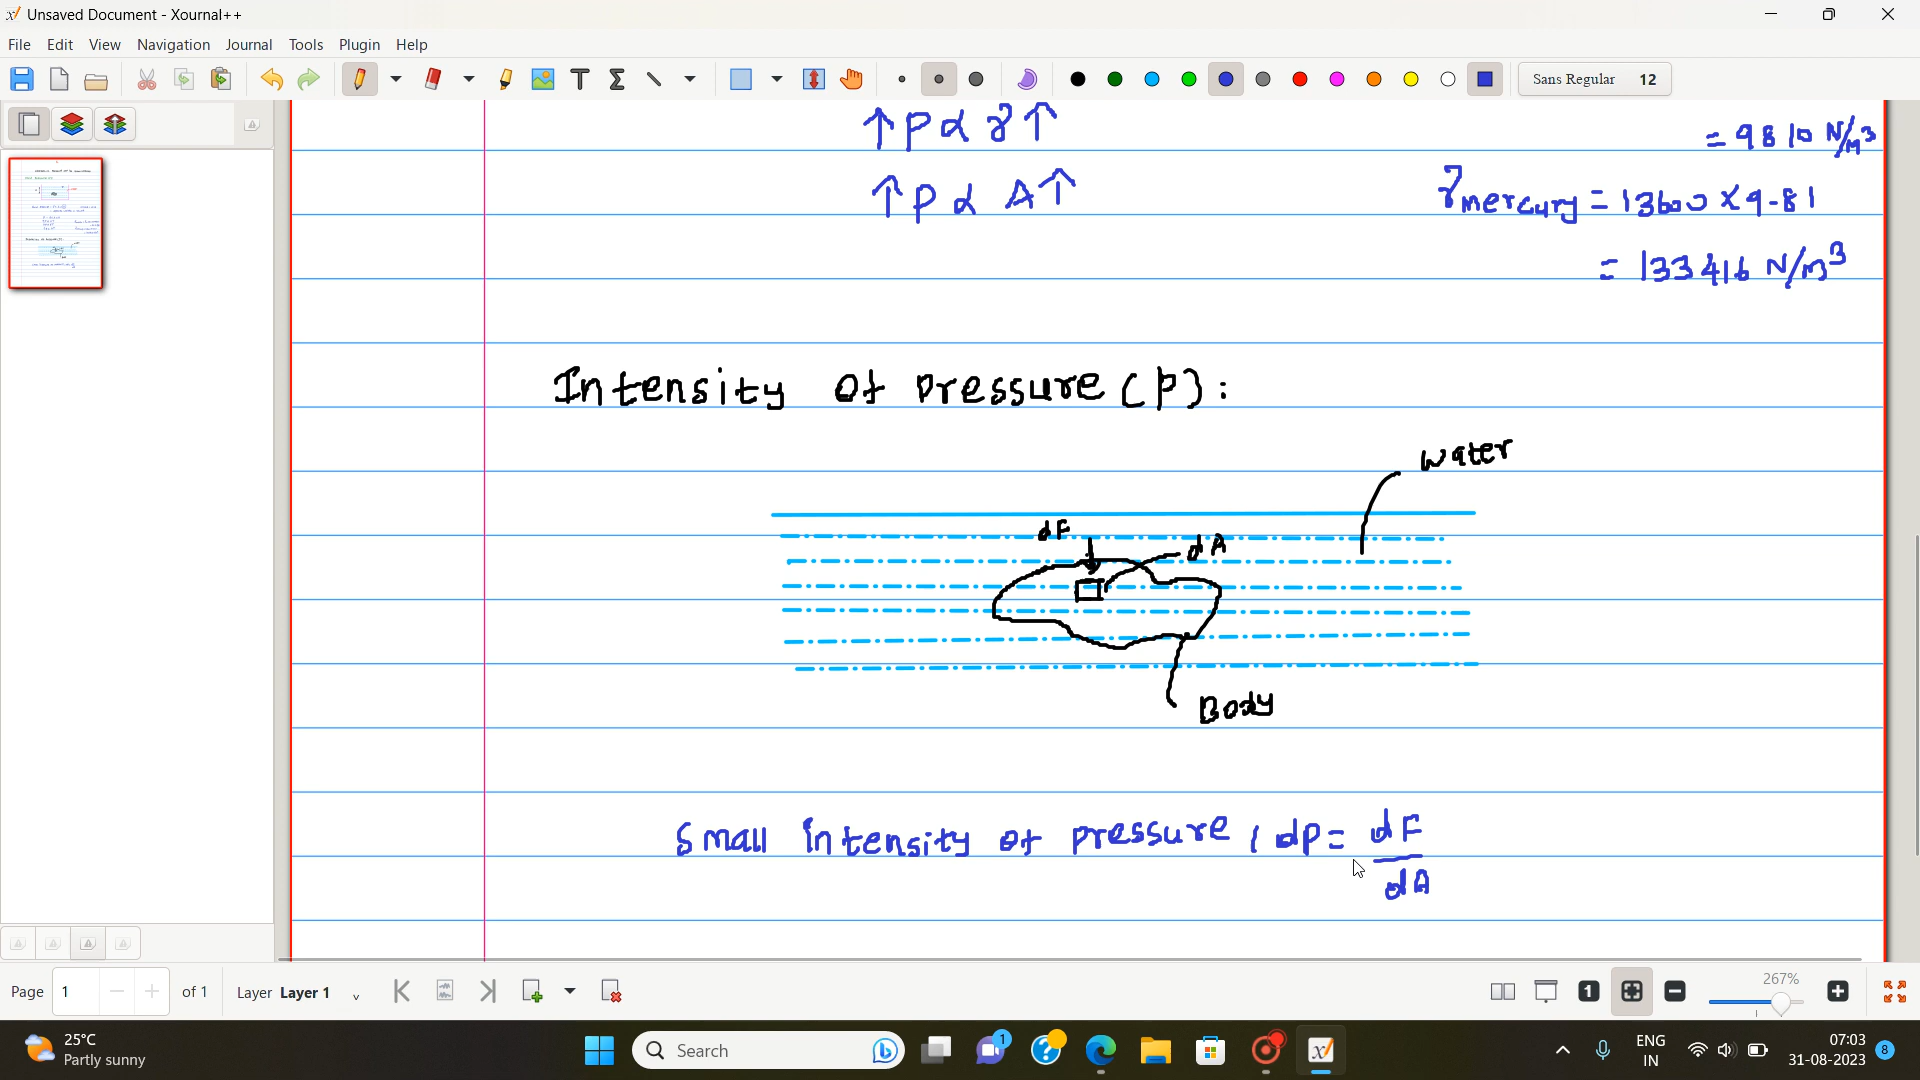 Unsaved Document - Xournal++
File Edit View Navigation Journal Tools Plugin Help
Sans Regular 12
↑ P ∝ γ ↑
= 9810 N/m³
↑ P ∝ A ↑
γmercury = 13600 × 9.81
= 133416 N/m³
Intensity of pressure (P):
water
dF
dA
Body
Small Intensity of pressure, dp = dF
dA
Page 1 of 1 Layer Layer 1 267%
25°C
Partly sunny
Search
1
ENG
IN
07:03
31-08-2023
8